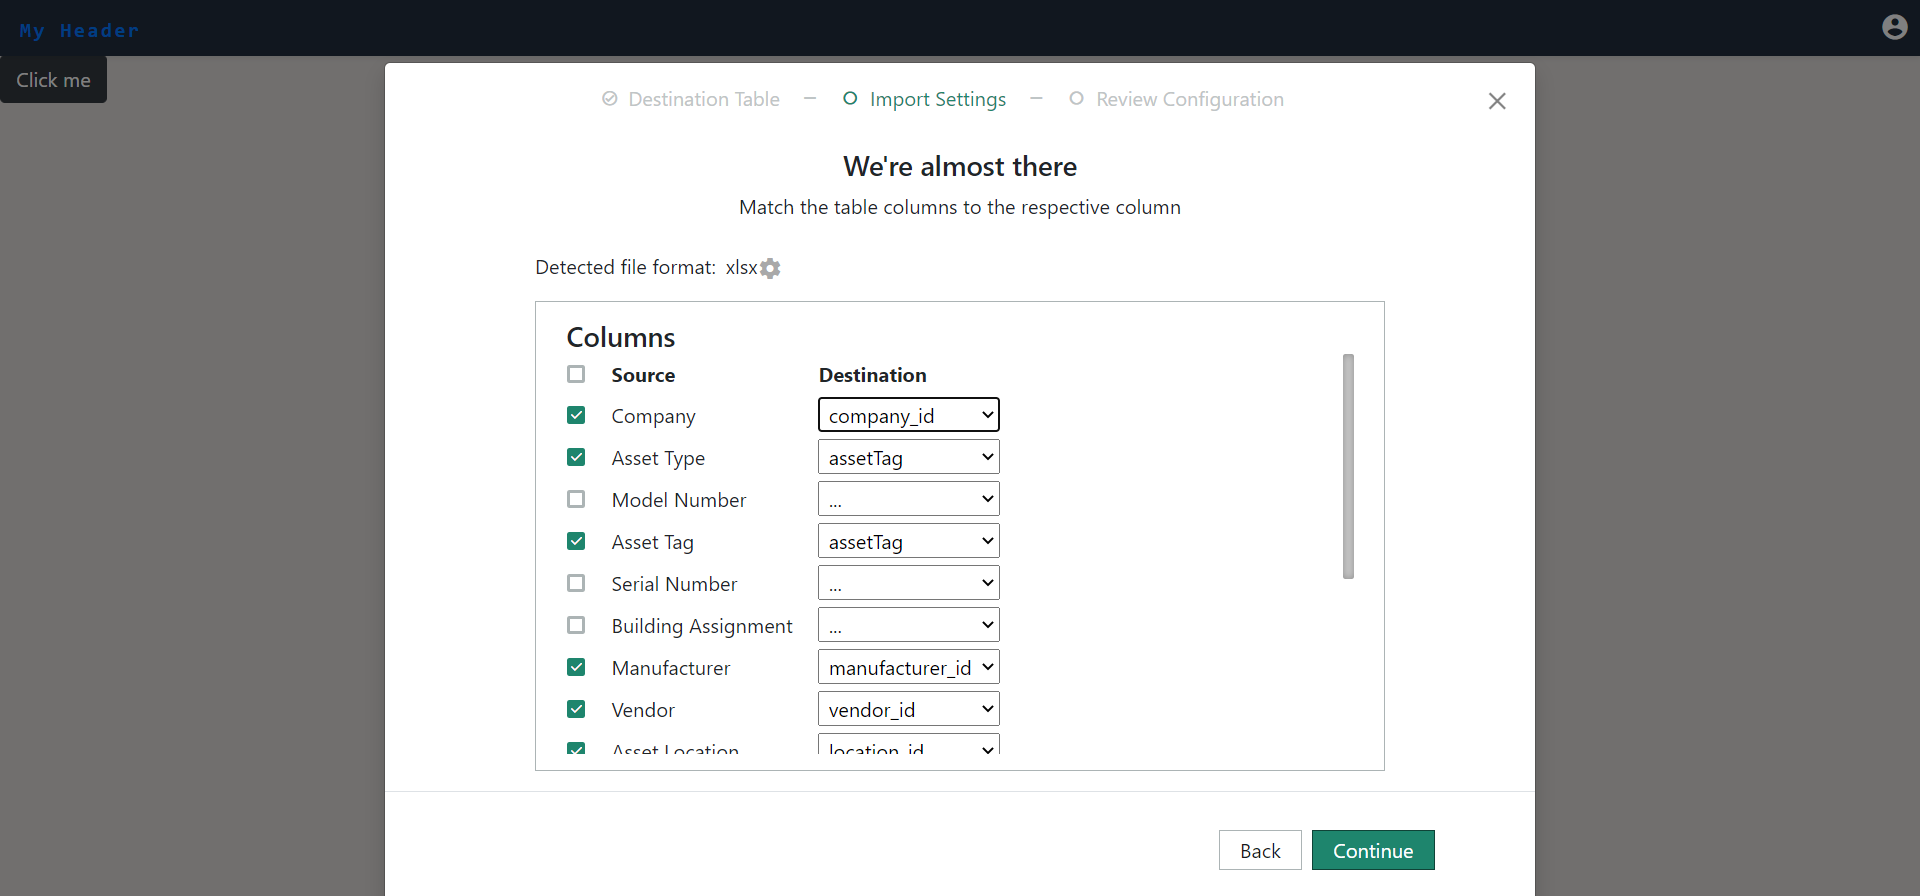 My Header
Click me
Destination Table – Import Settings – Review Configuration
We're almost there
Match the table columns to the respective column
Detected file format: xlsx
Columns
Source Destination
Company company_id
Asset Type assetTag
Model Number ...
Asset Tag assetTag
Serial Number ...
Building Assignment ...
Manufacturer manufacturer_id
Vendor vendor_id
Asset Location location_id
Back Continue